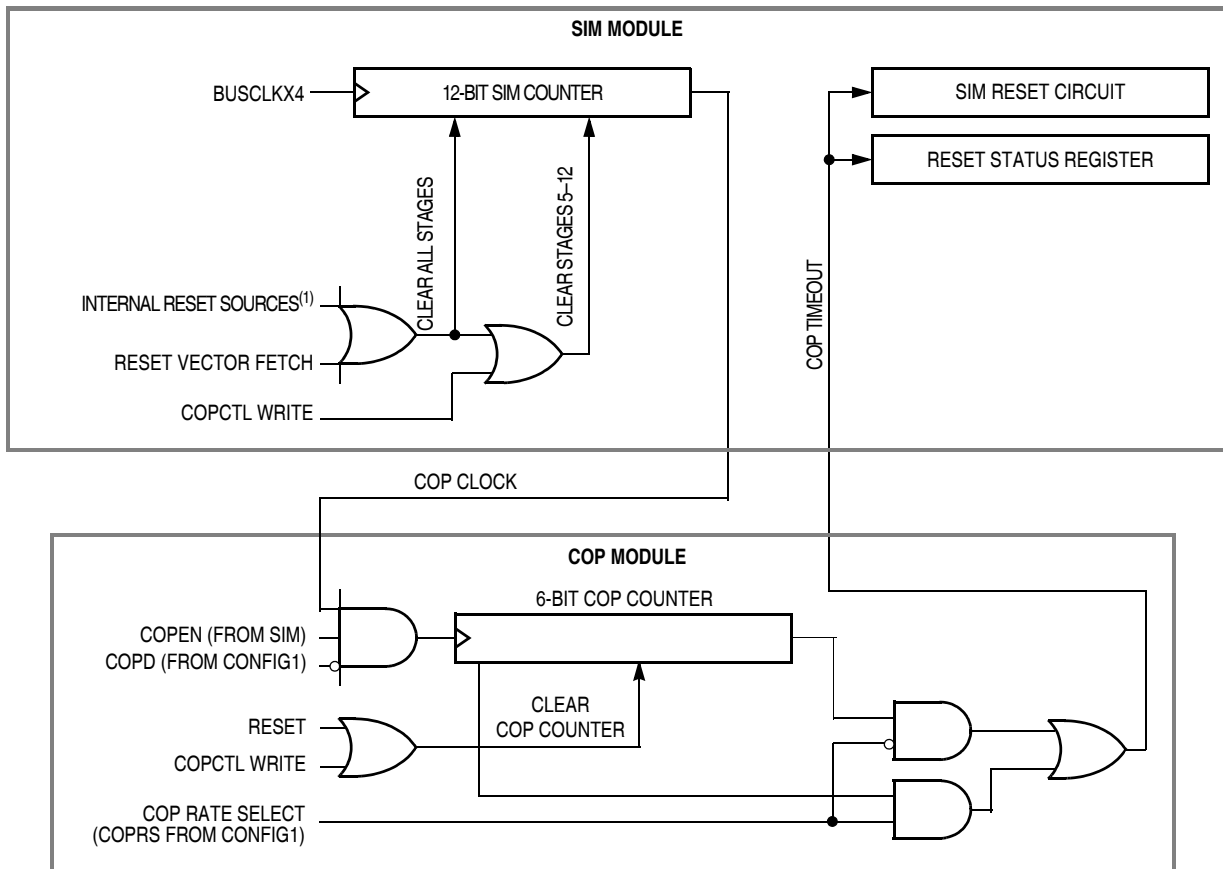 SIM MODULE
BUSCLKX4
12-BIT SIM COUNTER
SIM RESET CIRCUIT
RESET STATUS REGISTER
CLEAR ALL STAGES
CLEAR STAGES 5–12
COP TIMEOUT
INTERNAL RESET SOURCES(1)
RESET VECTOR FETCH
COPCTL WRITE
COP CLOCK
COP MODULE
6-BIT COP COUNTER
COPEN (FROM SIM)
COPD (FROM CONFIG1)
CLEAR
COP COUNTER
RESET
COPCTL WRITE
COP RATE SELECT
(COPRS FROM CONFIG1)